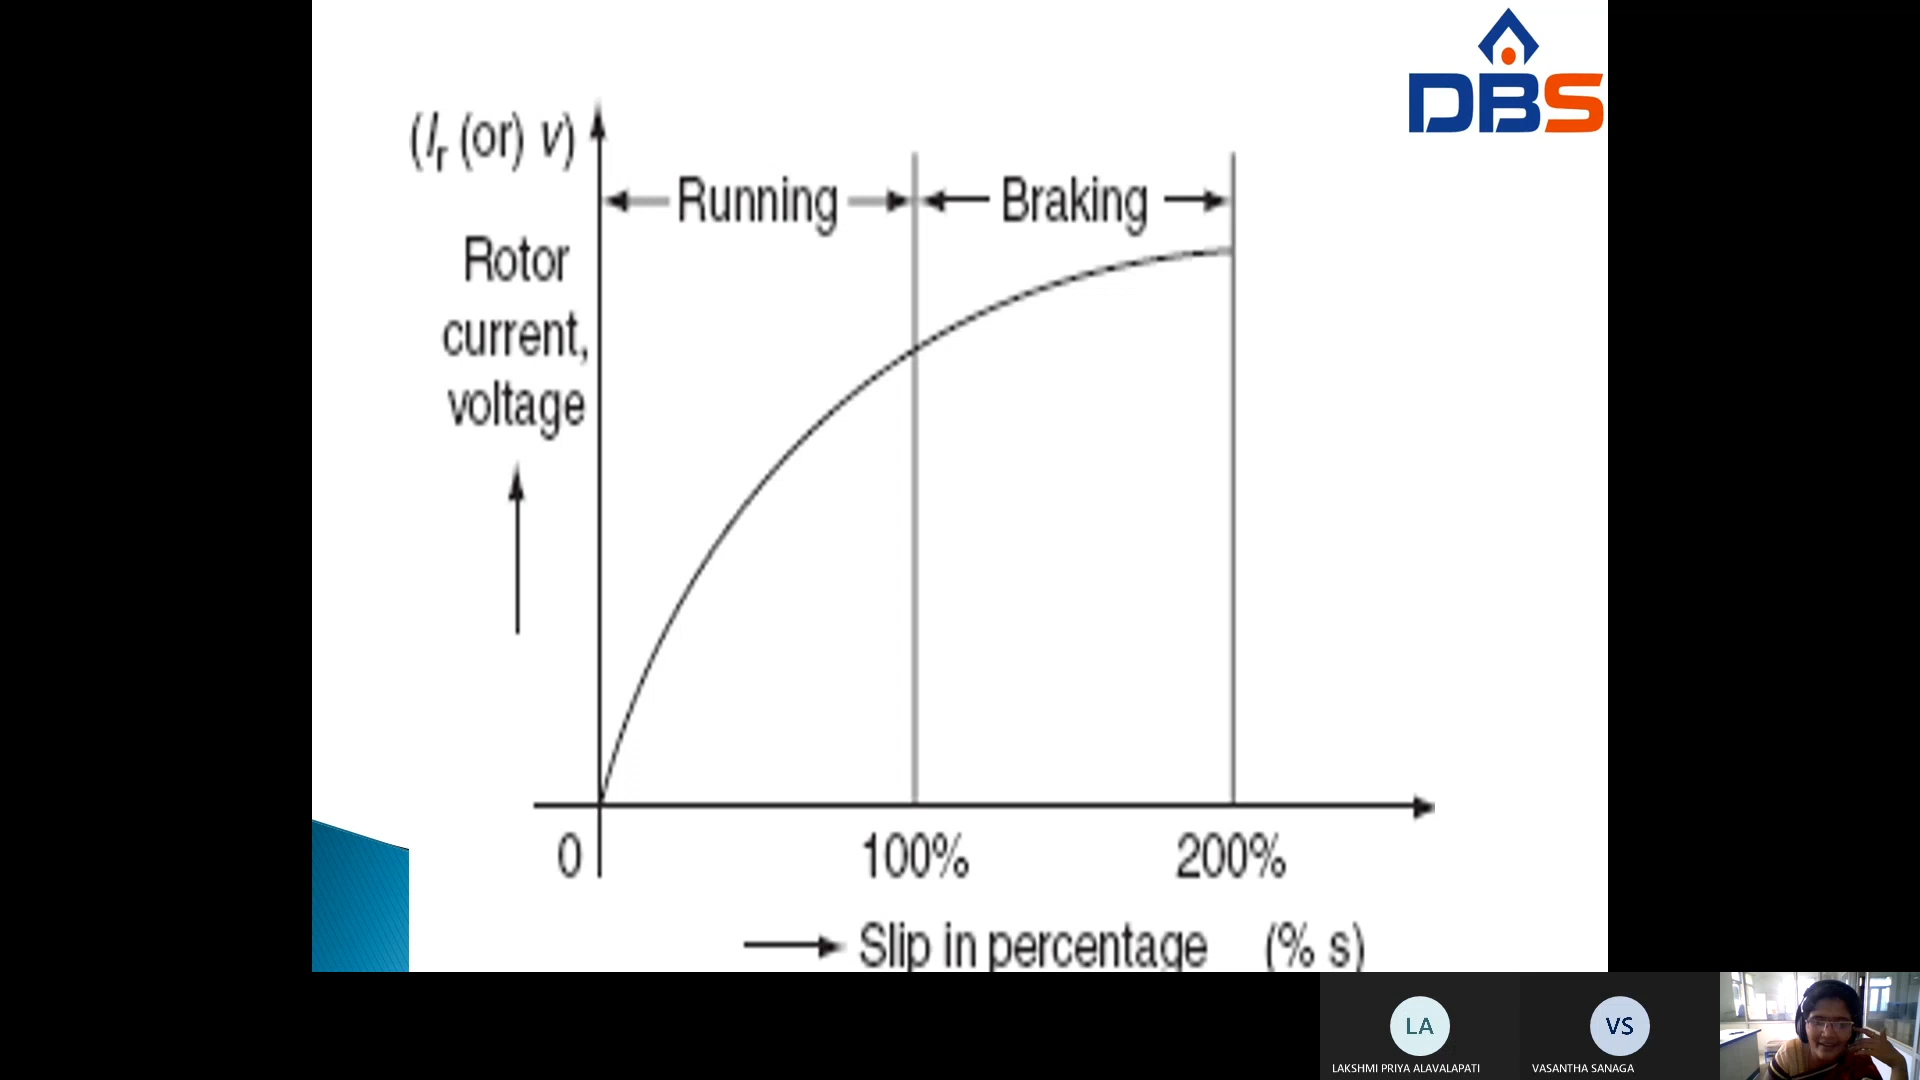 DBS
(Ir (or) v)
Running
Braking
Rotor
current,
voltage
0
100%
200%
Slip in percentage (% s)
LA
VS
LAKSHMI PRIYA ALAVALAPATI
VASANTHA SANAGA